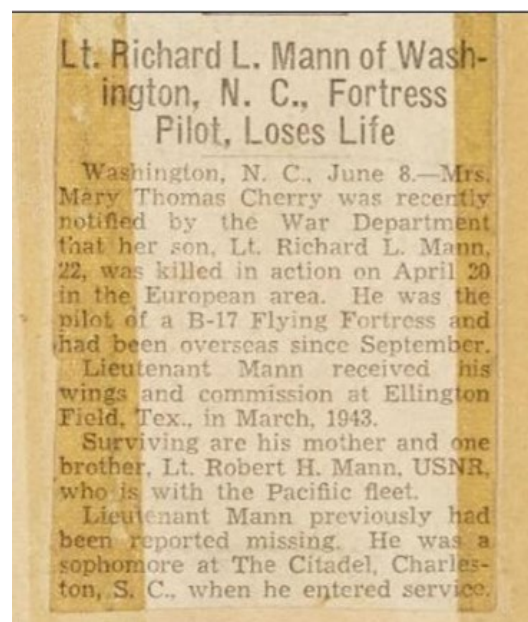 Lt. Richard L. Mann of Wash-
ington, N. C., Fortress
Pilot, Loses Life
Washington, N. C., June 8.—Mrs.
Mary Thomas Cherry was recently
notified by the War Department
that her son, Lt. Richard L. Mann,
22, was killed in action on April 20
in the European area. He was the
pilot of a B-17 Flying Fortress and
had been overseas since September.
Lieutenant Mann received his
wings and commission at Ellington
Field, Tex., in March, 1943.
Surviving are his mother and one
brother, Lt. Robert H. Mann, USNR,
who is with the Pacifiic fleet.
Lieutenant Mann previously had
been reported missing. He was a
sophomore at The Citadel, Charles-
ton, S. C., when he entered service.